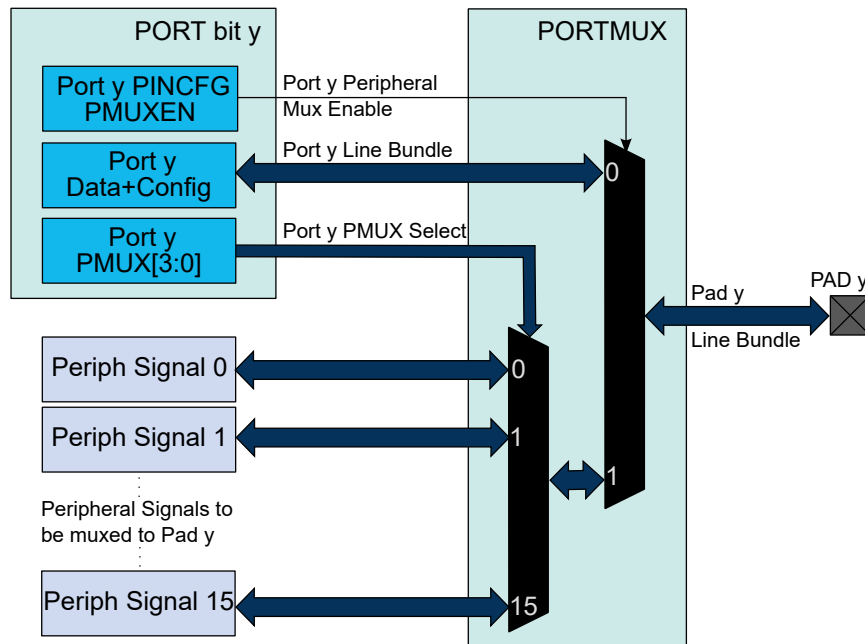 PORT bit y
PORTMUX
Port y PINCFG
PMUXEN
Port y Peripheral
Mux Enable
Port y
Data+Config
Port y Line Bundle
0
Port y
PMUX[3:0]
Port y PMUX Select
Pad y
Line Bundle
PAD y
Periph Signal 0
0
Periph Signal 1
1
1
Peripheral Signals to
be muxed to Pad y
Periph Signal 15
15